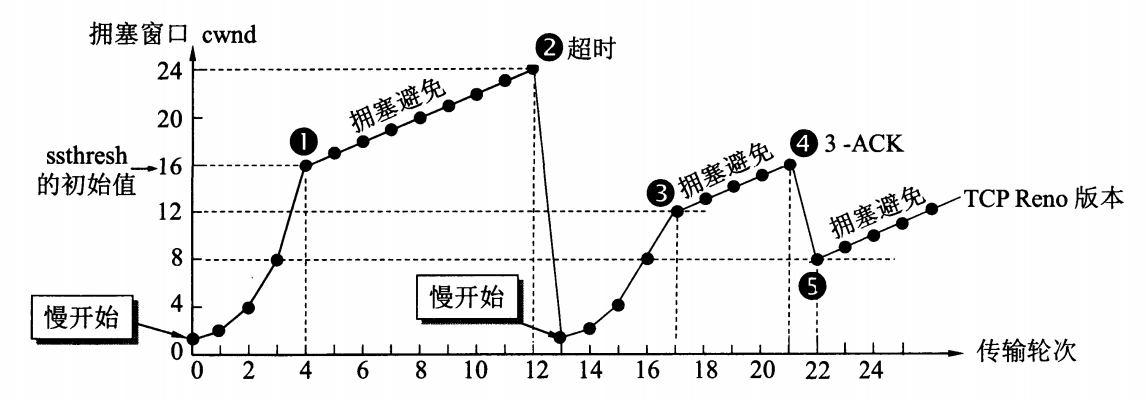 拥塞窗口 cwnd
❷超时
24
拥塞避免
20
❶
❹ 3 -ACK
ssthresh
的初始值
16
拥塞避免
❸
12
TCP Reno 版本
拥塞避免
8
❺
慢开始
4
慢开始
0
0 2 4 6 8 10 12 14 16 18 20 22 24
传输轮次